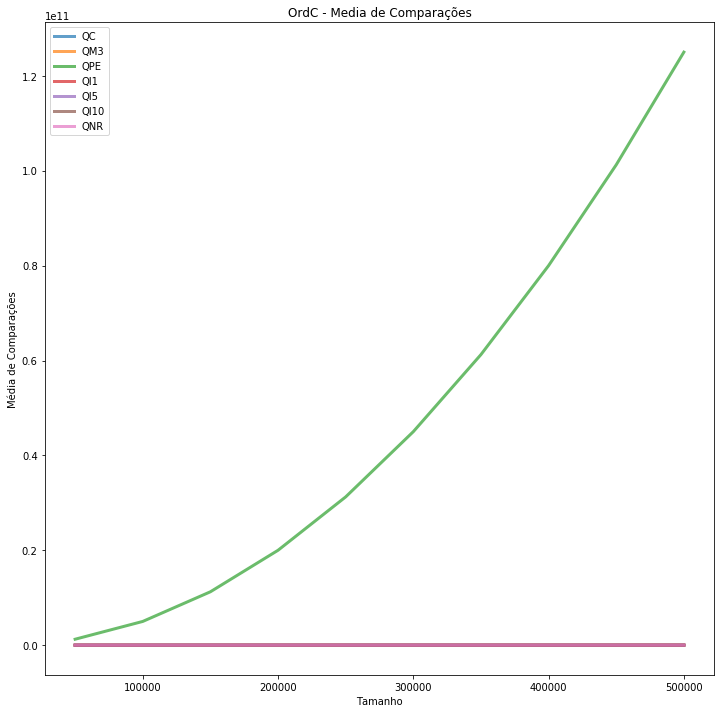 OrdC - Media de Comparações
1e11
QC
QM3
QPE
QI1
QI5
QI10
QNR
1.2
1.0
0.8
0.6
0.4
0.2
0.0
Média de Comparações
100000
200000
300000
400000
500000
Tamanho